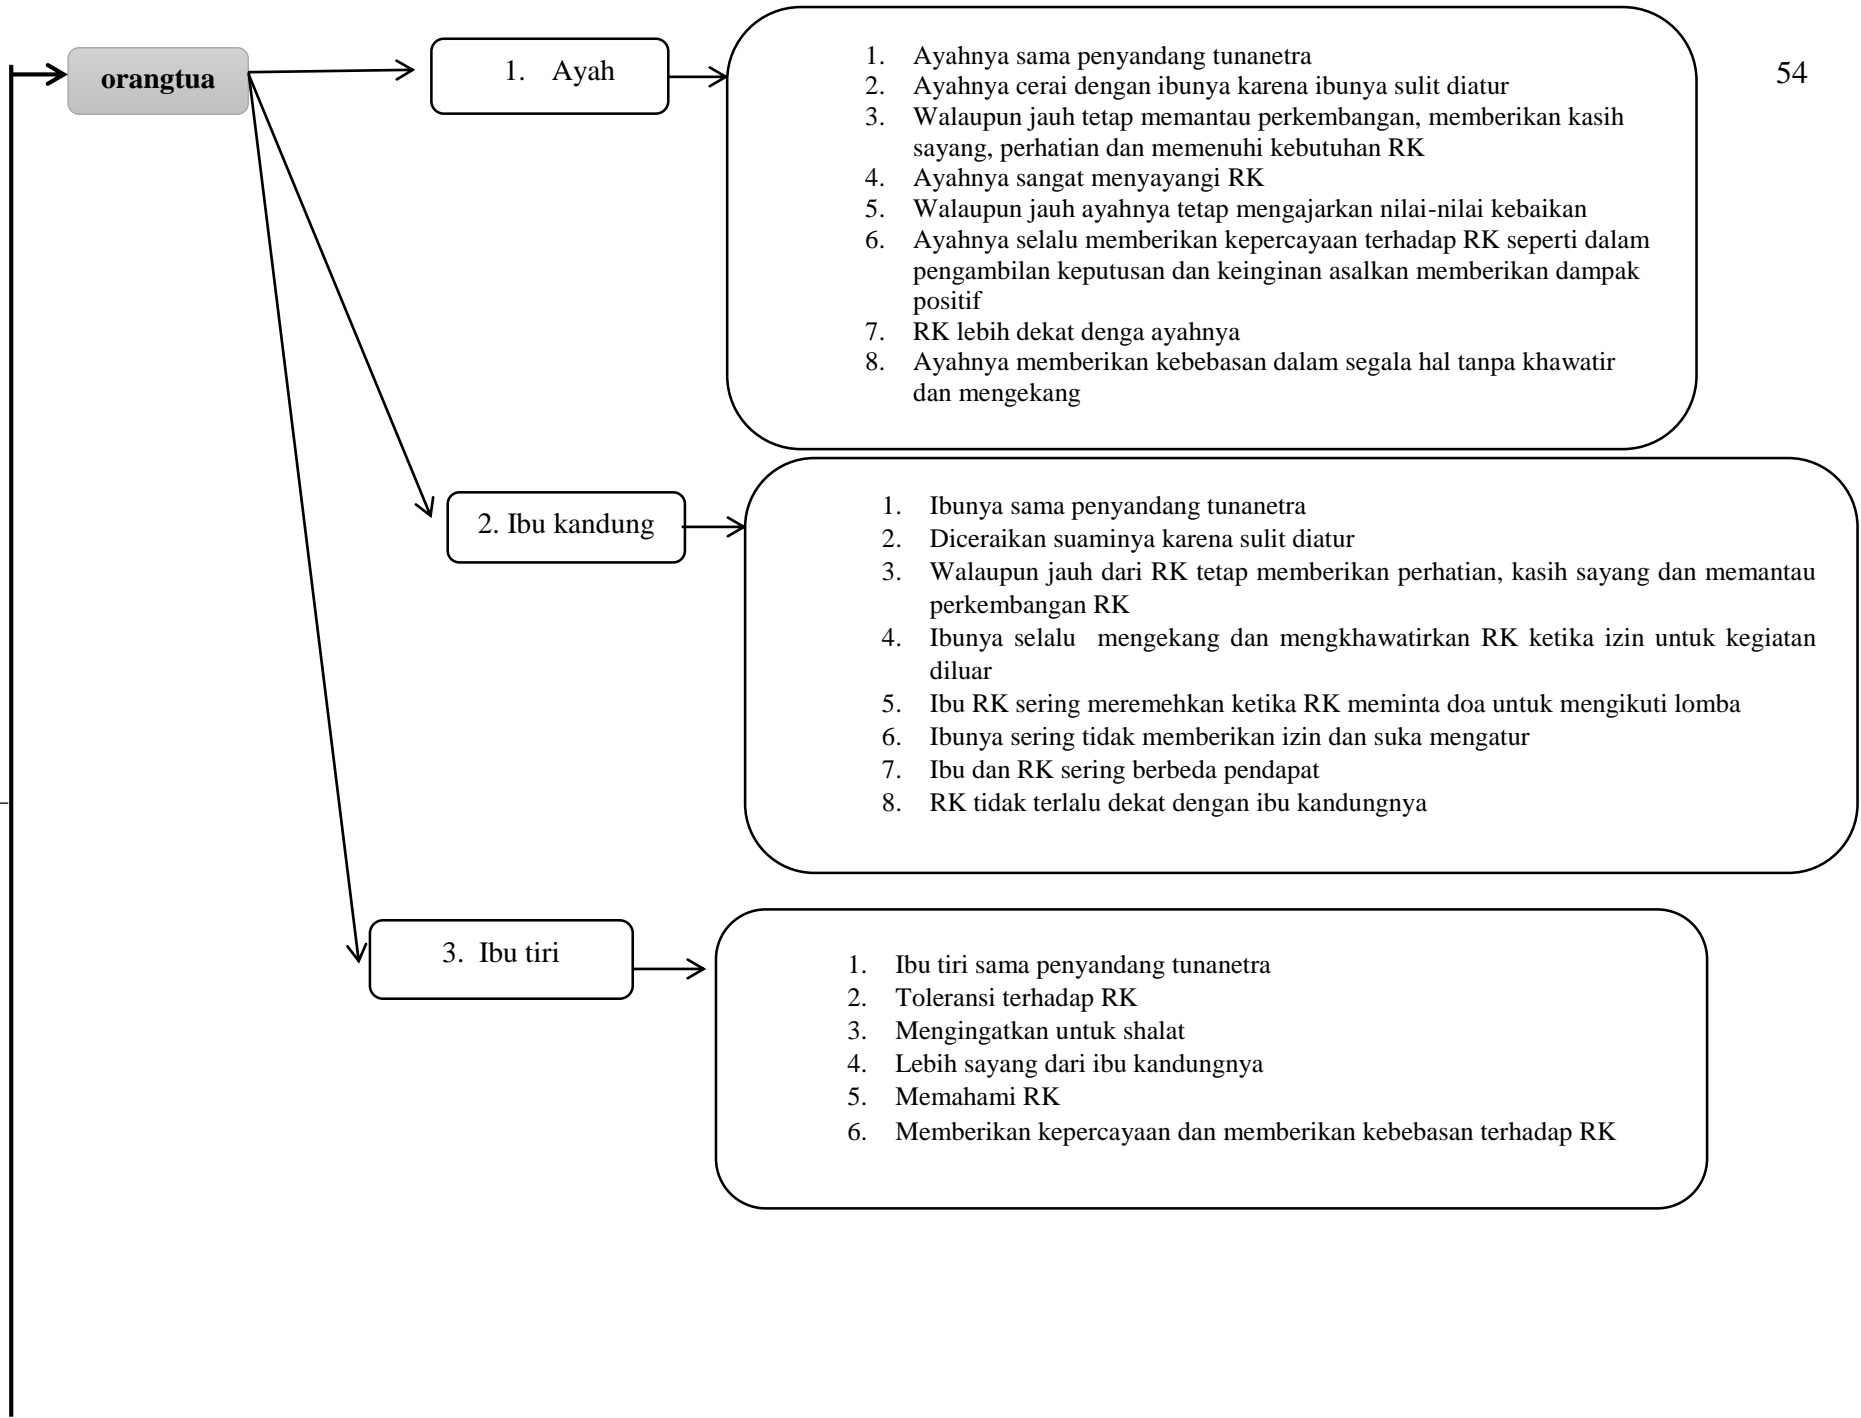 54
orangtua
1. Ayah
1. Ayahnya sama penyandang tunanetra
2. Ayahnya cerai dengan ibunya karena ibunya sulit diatur
3. Walaupun jauh tetap memantau perkembangan, memberikan kasih
sayang, perhatian dan memenuhi kebutuhan RK
4. Ayahnya sangat menyayangi RK
5. Walaupun jauh ayahnya tetap mengajarkan nilai-nilai kebaikan
6. Ayahnya selalu memberikan kepercayaan terhadap RK seperti dalam
pengambilan keputusan dan keinginan asalkan memberikan dampak
positif
7. RK lebih dekat denga ayahnya
8. Ayahnya memberikan kebebasan dalam segala hal tanpa khawatir
dan mengekang
2. Ibu kandung
1. Ibunya sama penyandang tunanetra
2. Diceraikan suaminya karena sulit diatur
3. Walaupun jauh dari RK tetap memberikan perhatian, kasih sayang dan memantau
perkembangan RK
4. Ibunya selalu mengekang dan mengkhawatirkan RK ketika izin untuk kegiatan
diluar
5. Ibu RK sering meremehkan ketika RK meminta doa untuk mengikuti lomba
6. Ibunya sering tidak memberikan izin dan suka mengatur
7. Ibu dan RK sering berbeda pendapat
8. RK tidak terlalu dekat dengan ibu kandungnya
3. Ibu tiri
1. Ibu tiri sama penyandang tunanetra
2. Toleransi terhadap RK
3. Mengingatkan untuk shalat
4. Lebih sayang dari ibu kandungnya
5. Memahami RK
6. Memberikan kepercayaan dan memberikan kebebasan terhadap RK